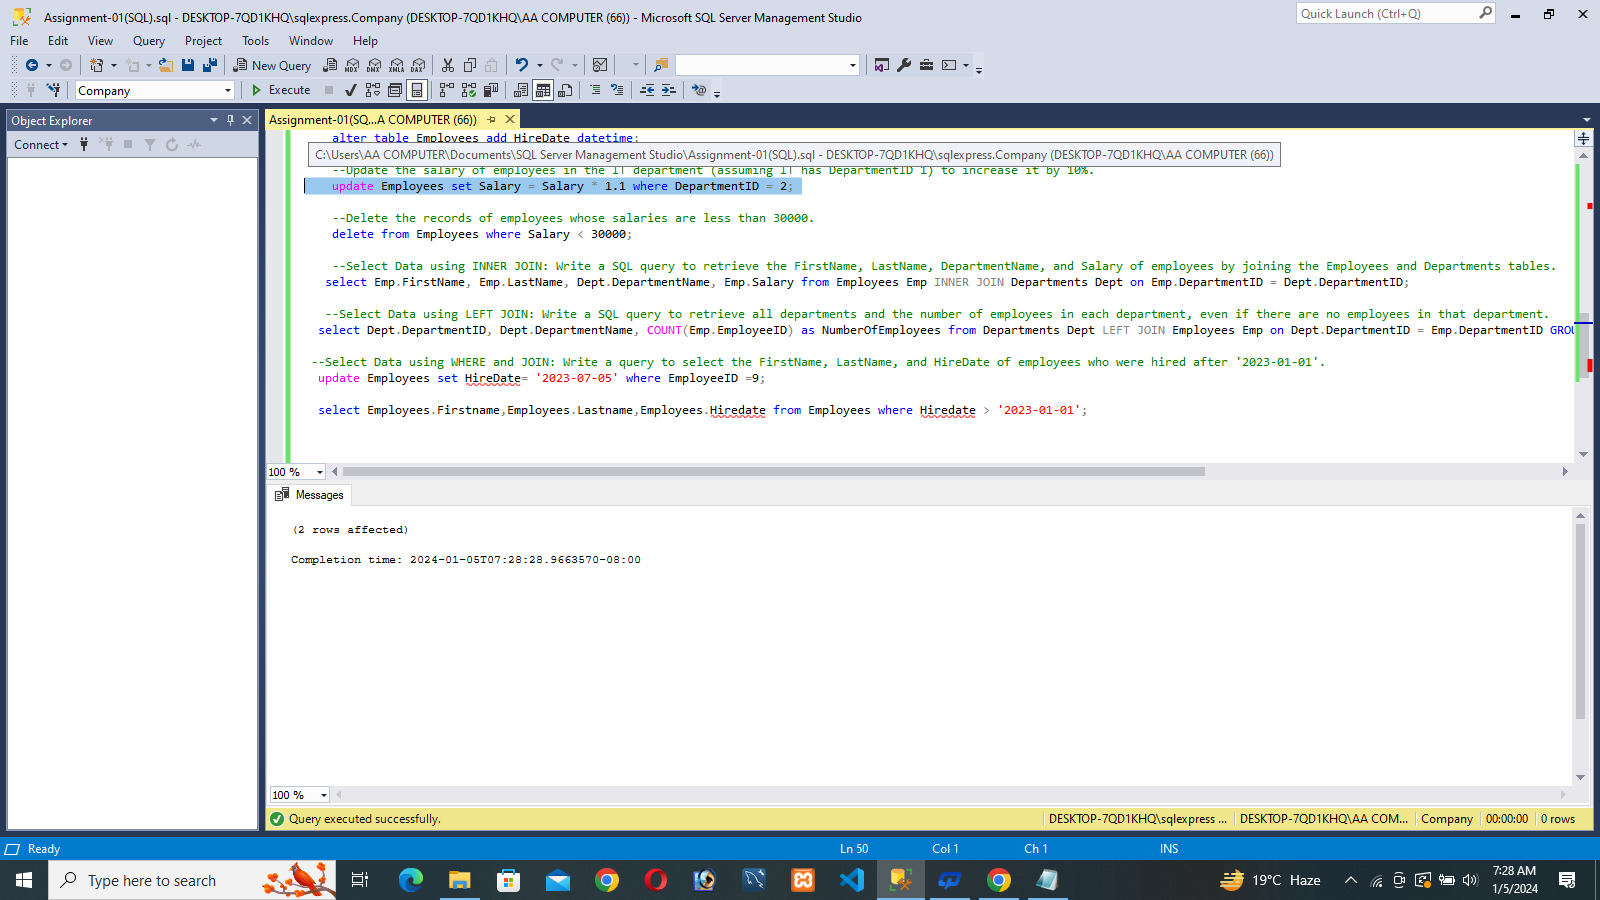 Assignment-01(SQL).sql - DESKTOP-7QD1KHQ\sqlexpress.Company (DESKTOP-7QD1KHQ\AA COMPUTER (66)) - Microsoft SQL Server Management Studio
Quick Launch (Ctrl+Q)
File Edit View Query Project Tools Window Help
New Query MDX DMX XMLA DAX
Company Execute
Object Explorer
Assignment-01(SQ...A COMPUTER (66))
Connect
alter table Employees add HireDate datetime;
C:\Users\AA COMPUTER\Documents\SQL Server Management Studio\Assignment-01(SQL).sql - DESKTOP-7QD1KHQ\sqlexpress.Company (DESKTOP-7QD1KHQ\AA COMPUTER (66))
--Update the salary of employees in the IT department (assuming IT has DepartmentID 1) to increase it by 10%.
update Employees set Salary = Salary * 1.1 where DepartmentID = 2;
--Delete the records of employees whose salaries are less than 30000.
delete from Employees where Salary < 30000;
--Select Data using INNER JOIN: Write a SQL query to retrieve the FirstName, LastName, DepartmentName, and Salary of employees by joining the Employees and Departments tables.
select Emp.FirstName, Emp.LastName, Dept.DepartmentName, Emp.Salary from Employees Emp INNER JOIN Departments Dept on Emp.DepartmentID = Dept.DepartmentID;
--Select Data using LEFT JOIN: Write a SQL query to retrieve all departments and the number of employees in each department, even if there are no employees in that department.
select Dept.DepartmentID, Dept.DepartmentName, COUNT(Emp.EmployeeID) as NumberOfEmployees from Departments Dept LEFT JOIN Employees Emp on Dept.DepartmentID = Emp.DepartmentID GROU
--Select Data using WHERE and JOIN: Write a query to select the FirstName, LastName, and HireDate of employees who were hired after '2023-01-01'.
update Employees set HireDate= '2023-07-05' where EmployeeID =9;
select Employees.Firstname,Employees.Lastname,Employees.Hiredate from Employees where Hiredate > '2023-01-01';
100 %
Messages
(2 rows affected)
Completion time: 2024-01-05T07:28:28.9663570-08:00
100 %
Query executed successfully. DESKTOP-7QD1KHQ\sqlexpress ... DESKTOP-7QD1KHQ\AA COM... Company 00:00:00 0 rows
Ready Ln 50 Col 1 Ch 1 INS
Type here to search
19°C Haze
7:28 AM
1/5/2024